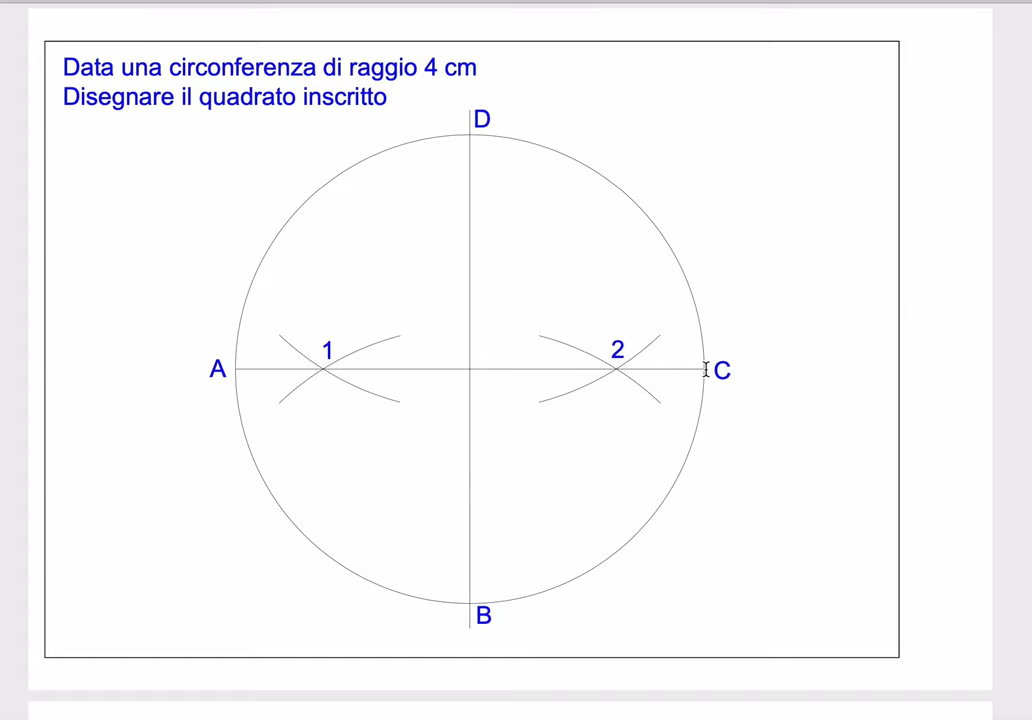 Data una circonferenza di raggio 4 cm
Disegnare il quadrato inscritto
D
1
2
A
C
B